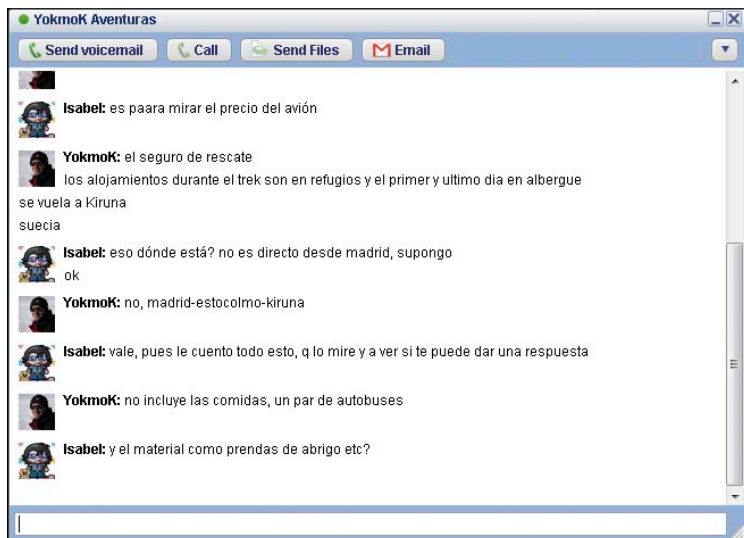 YokmoK Aventuras
Send voicemail Call Send Files Email
Isabel: es paara mirar el precio del avión
YokmoK: el seguro de rescate
los alojamientos durante el trek son en refugios y el primer y ultimo dia en albergue
se vuela a Kiruna
suecia
Isabel: eso dónde está? no es directo desde madrid, supongo
ok
YokmoK: no, madrid-estocolmo-kiruna
Isabel: vale, pues le cuento todo esto, q lo mire y a ver si te puede dar una respuesta
YokmoK: no incluye las comidas, un par de autobuses
Isabel: y el material como prendas de abrigo etc?